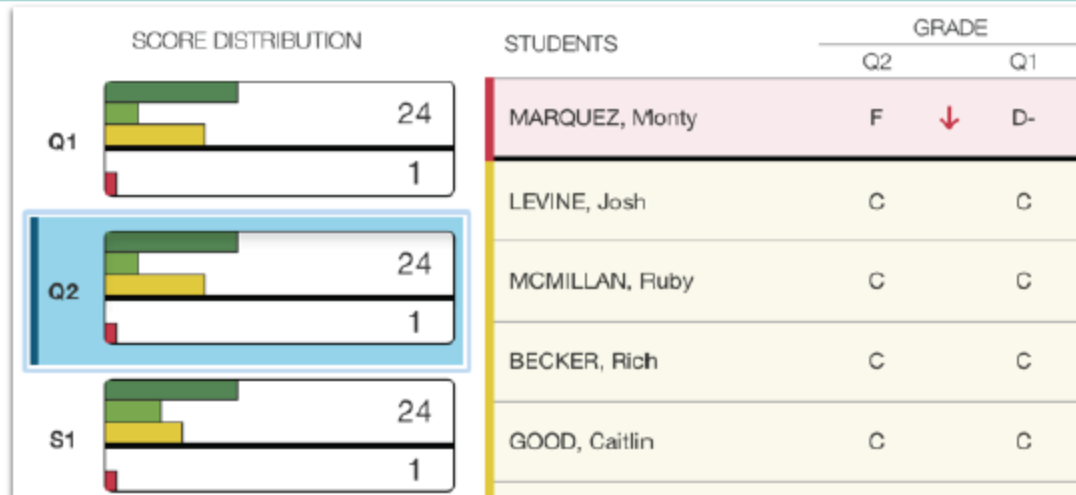 SCORE DISTRIBUTION
Q1
24
1
Q2
24
1
S1
24
1
STUDENTS GRADE
Q2 Q1
MARQUEZ, Monty F ↓ D-
LEVINE, Josh C C
MCMILLAN, Ruby C C
BECKER, Rich C C
GOOD, Caitlin C C